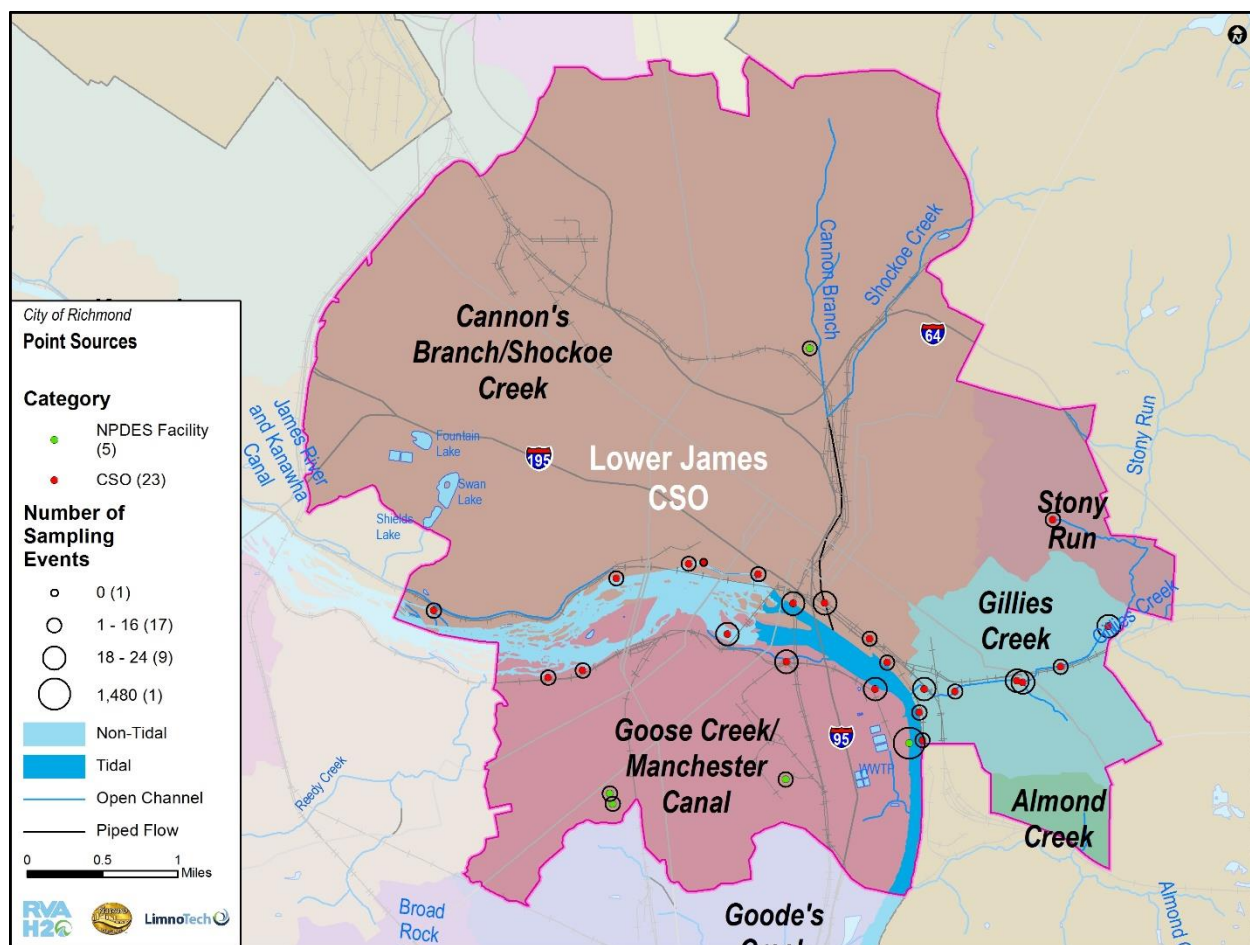 N
Cannon Branch
Shockoe Creek
Cannon's
Branch/Shockoe
Creek
64
Stony Run
James River
and Kanawha
Canal
Fountain
Lake
195
Swan
Lake
Shields
Lake
Lower James
CSO
Stony
Run
Gillies
Creek
Gillies Creek
Goose Creek/
Manchester
Canal
95
WWTP
Reedy Creek
Almond
Creek
Broad
Rock
Goode's
Almond
City of Richmond
Point Sources
Category
NPDES Facility
(5)
CSO (23)
Number of
Sampling
Events
0 (1)
1 - 16 (17)
18 - 24 (9)
1,480 (1)
Non-Tidal
Tidal
Open Channel
Piped Flow
0 0.5 1
Miles
RVA
H2O
LimnoTech